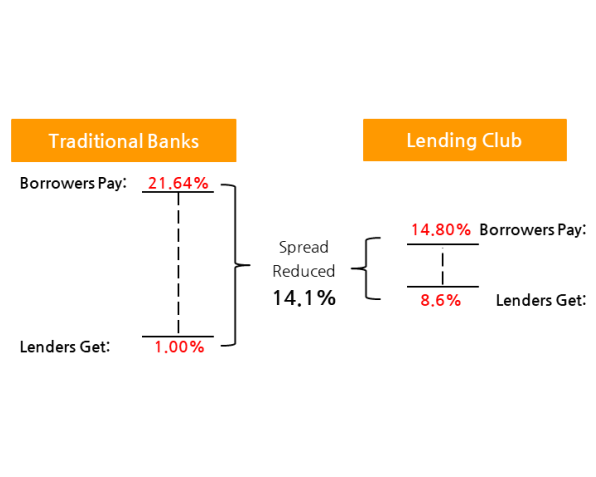 Traditional Banks
Lending Club
Borrowers Pay: 21.64%
14.80% Borrowers Pay:
Spread
Reduced
14.1%
8.6% Lenders Get:
Lenders Get: 1.00%